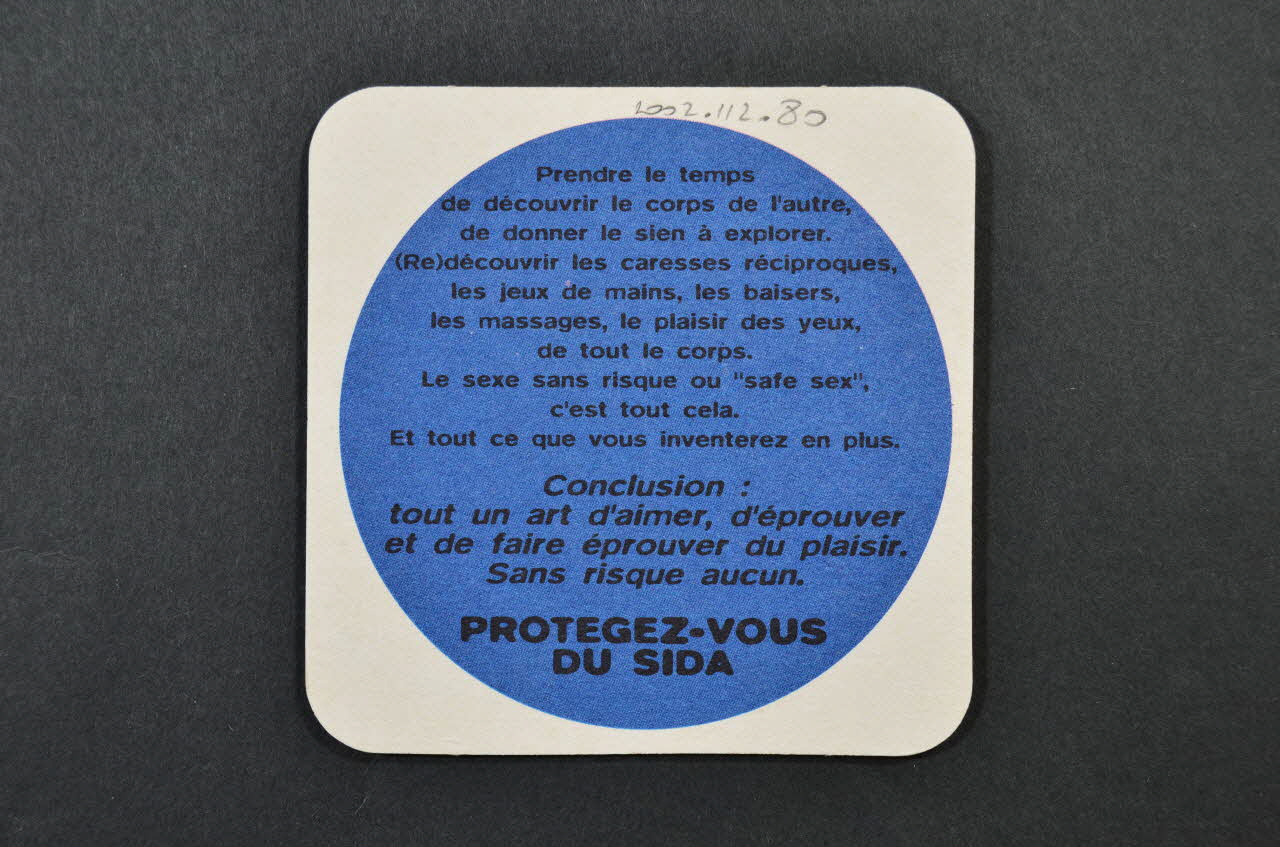 2002.112.80
Prendre le temps
de découvrir le corps de l'autre,
de donner le sien à explorer.
(Re)découvrir les caresses réciproques,
les jeux de mains, les baisers,
les massages, le plaisir des yeux,
de tout le corps.
Le sexe sans risque ou "safe sex",
c'est tout cela.
Et tout ce que vous inventerez en plus.
Conclusion :
tout un art d'aimer, d'éprouver
et de faire éprouver du plaisir.
Sans risque aucun.
PROTEGEZ-VOUS
DU SIDA